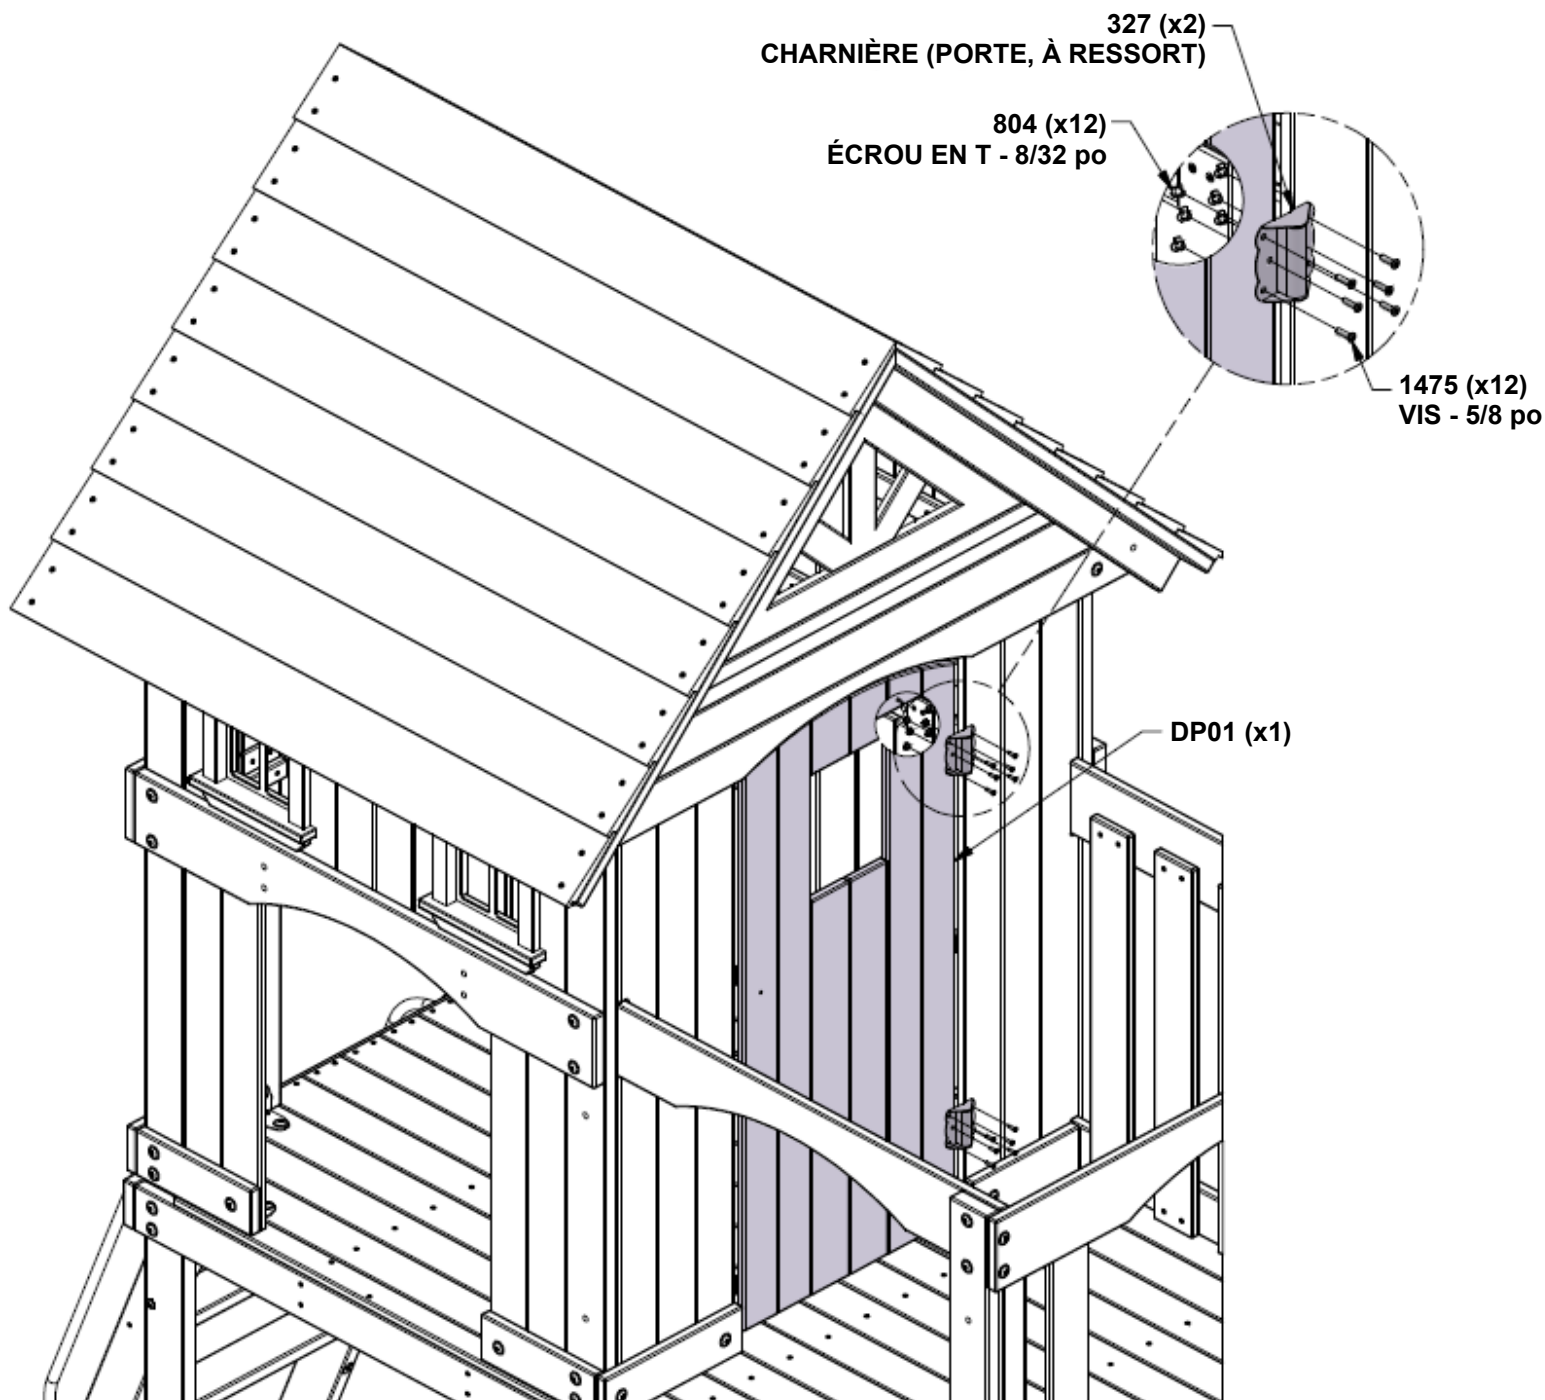 327 (x2)
CHARNIÈRE (PORTE, À RESSORT)
804 (x12)
ÉCROU EN T - 8/32 po
1475 (x12)
VIS - 5/8 po
DP01 (x1)